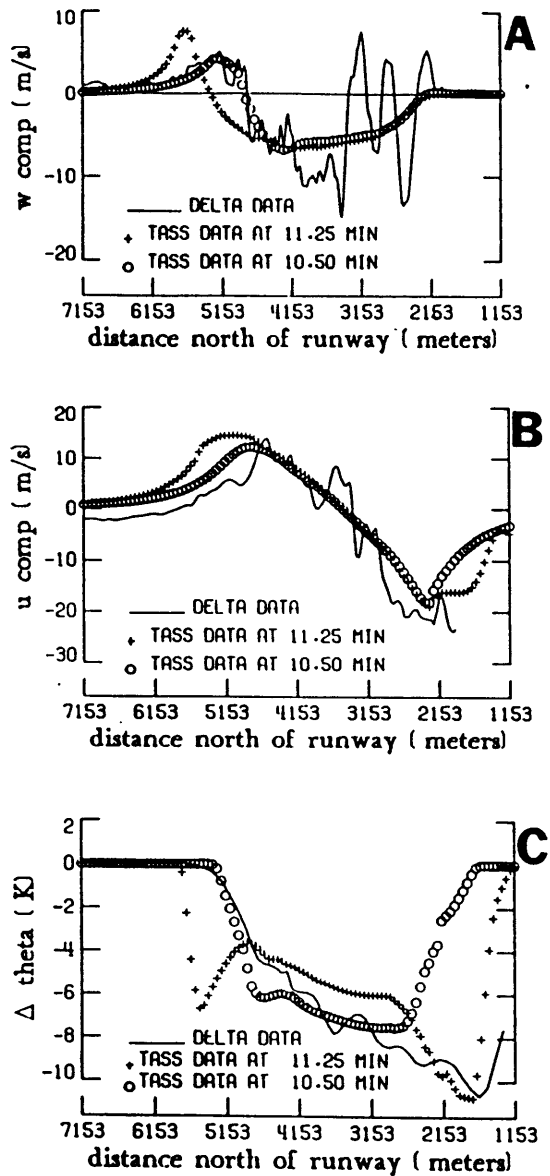 A
10
0
-10
-20
w comp ( m/s)
DELTA DATA
+ TASS DATA AT 11.25 MIN
o TASS DATA AT 10.50 MIN
7153 6153 5153 4153 3153 2153 1153
distance north of runway ( meters)
B
20
10
0
-10
-20
-30
u comp ( m/s)
DELTA DATA
+ TASS DATA AT 11.25 MIN
o TASS DATA AT 10.50 MIN
7153 6153 5153 4153 3153 2153 1153
distance north of runway ( meters)
C
2
0
-2
-4
-6
-8
-10
Δ theta ( K)
DELTA DATA
+ TASS DATA AT 11.25 MIN
o TASS DATA AT 10.50 MIN
7153 6153 5153 4153 3153 2153 1153
distance north of runway ( meters)